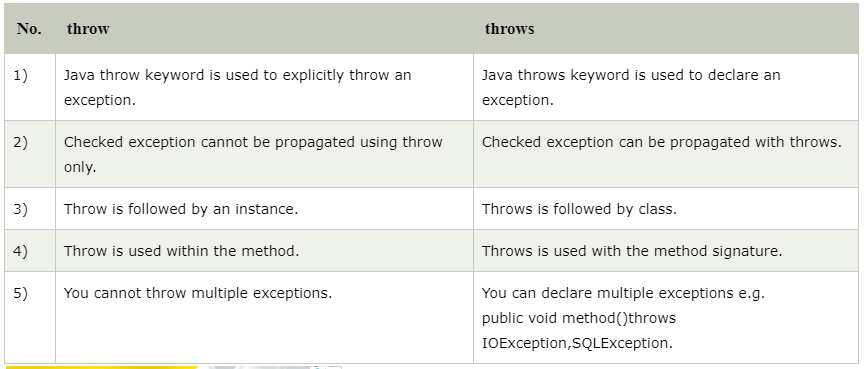 No. throw throws
1) Java throw keyword is used to explicitly throw an Java throws keyword is used to declare an
exception. exception.
2) Checked exception cannot be propagated using throw Checked exception can be propagated with throws.
only.
3) Throw is followed by an instance. Throws is followed by class.
4) Throw is used within the method. Throws is used with the method signature.
5) You cannot throw multiple exceptions. You can declare multiple exceptions e.g.
public void method()throws
IOException,SQLException.